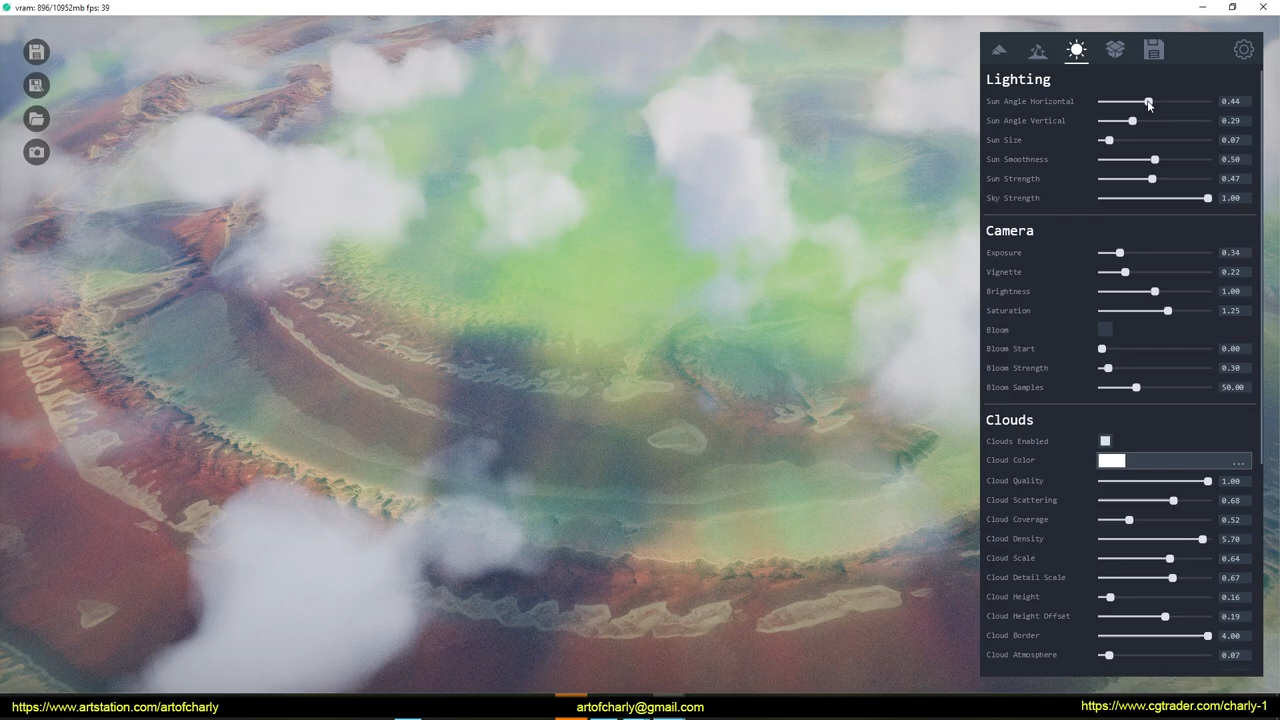 vram: 896/10952mb fps: 39
Lighting
Sun Angle Horizontal 0.44
Sun Angle Vertical 0.29
Sun Size 0.07
Sun Smoothness 0.50
Sun Strength 0.47
Sky Strength 1.00
Camera
Exposure 0.34
Vignette 0.22
Brightness 1.00
Saturation 1.25
Bloom
Bloom Start 0.00
Bloom Strength 0.30
Bloom Samples 50.00
Clouds
Clouds Enabled
Cloud Color ...
Cloud Quality 1.00
Cloud Scattering 0.68
Cloud Coverage 0.52
Cloud Density 5.70
Cloud Scale 0.64
Cloud Detail Scale 0.67
Cloud Height 0.16
Cloud Height Offset 0.19
Cloud Border 4.00
Cloud Atmosphere 0.07
https://www.artstation.com/artofcharly artofcharly@gmail.com https://www.cgtrader.com/charly-1